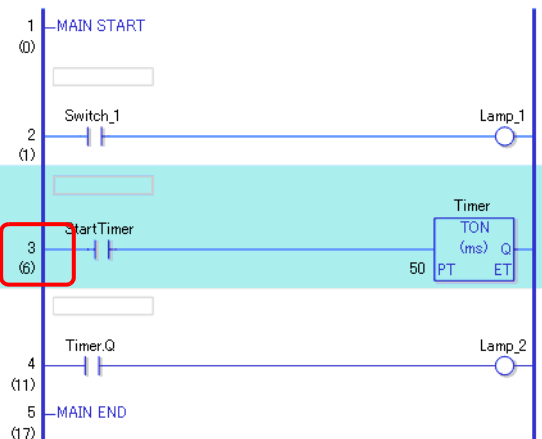 1 MAIN START
(0)
Switch_1 Lamp_1
2
(1)
Timer
StartTimer TON
3 (ms) Q
(6) 50 PT ET
Timer.Q Lamp_2
4
(11)
5 MAIN END
(17)